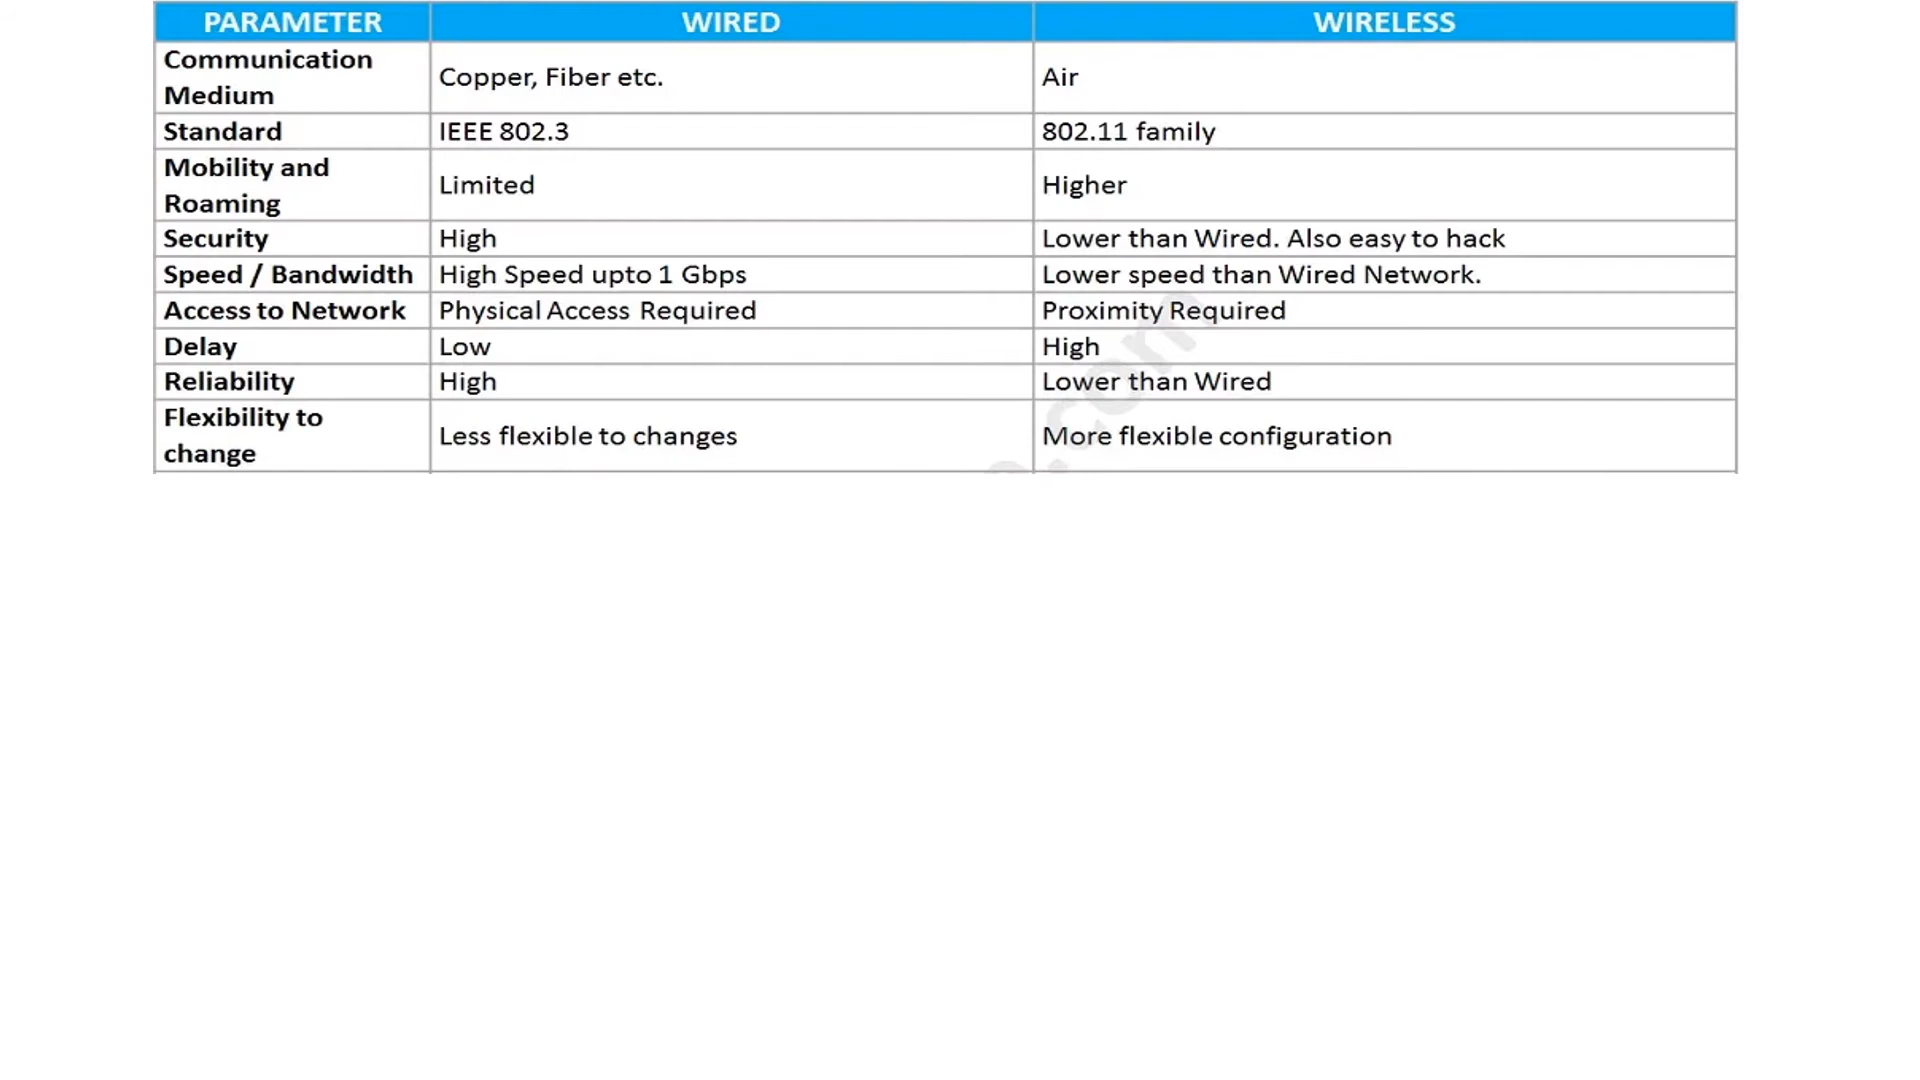 PARAMETER WIRED WIRELESS
Communication
Medium Copper, Fiber etc. Air
Standard IEEE 802.3 802.11 family
Mobility and
Roaming Limited Higher
Security High Lower than Wired. Also easy to hack
Speed / Bandwidth High Speed upto 1 Gbps Lower speed than Wired Network.
Access to Network Physical Access Required Proximity Required
Delay Low High
Reliability High Lower than Wired
Flexibility to
change Less flexible to changes More flexible configuration
.com